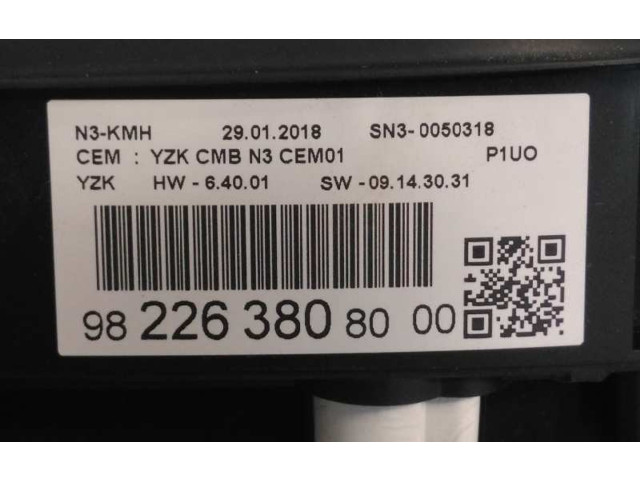 N3-KMH 29.01.2018 SN3-0050318
CEM : YZK CMB N3 CEM01 P1UO
YZK HW - 6.40.01 SW - 09.14.30.31
98 226 380 80 00